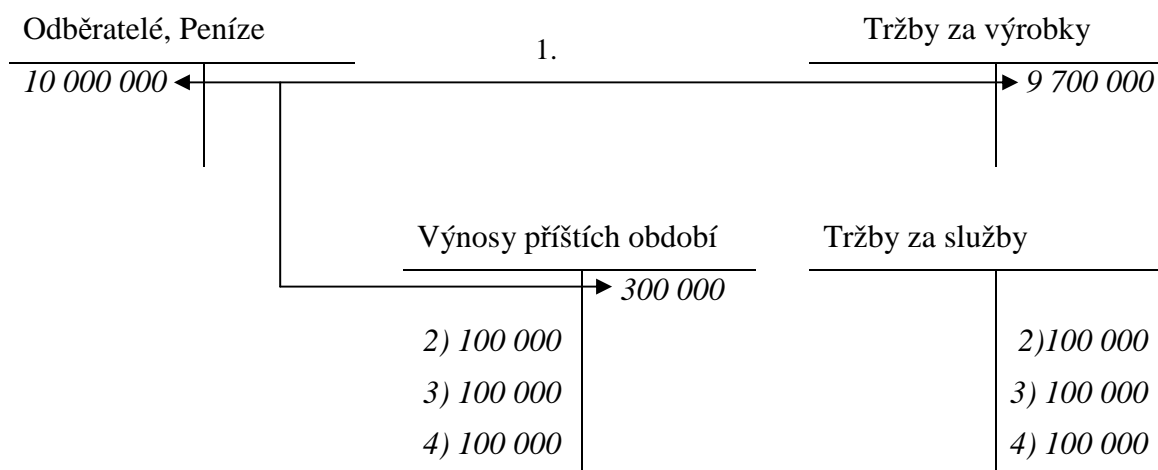 Odběratelé, Peníze
1.
Tržby za výrobky
10 000 000
9 700 000
Výnosy příštích období
Tržby za služby
300 000
2) 100 000
2)100 000
3) 100 000
3) 100 000
4) 100 000
4) 100 000